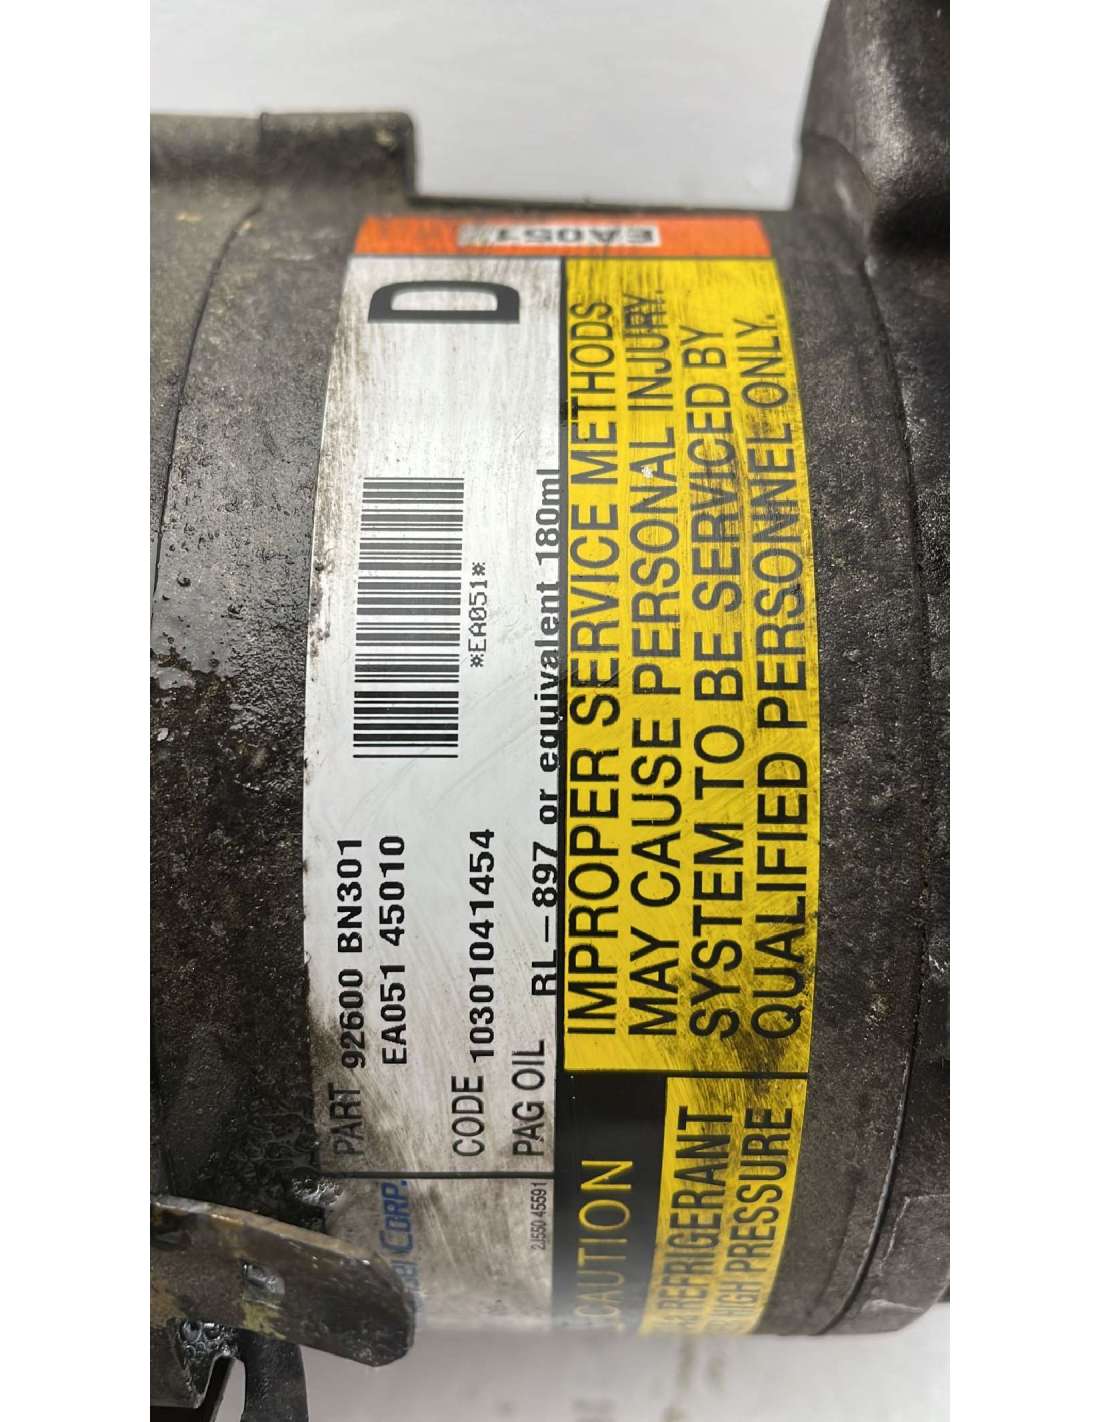 EA051
D
PART 92600 BN301
EA051 45010
*EA051*
CODE 10301041454
PAG OIL RL-897 or equivalent 180ml
CORP.
2J550 45591
CAUTION
IMPROPER SERVICE METHODS
MAY CAUSE PERSONAL INJURY.
SYSTEM TO BE SERVICED BY
QUALIFIED PERSONNEL ONLY.
REFRIGERANT
HIGH PRESSURE